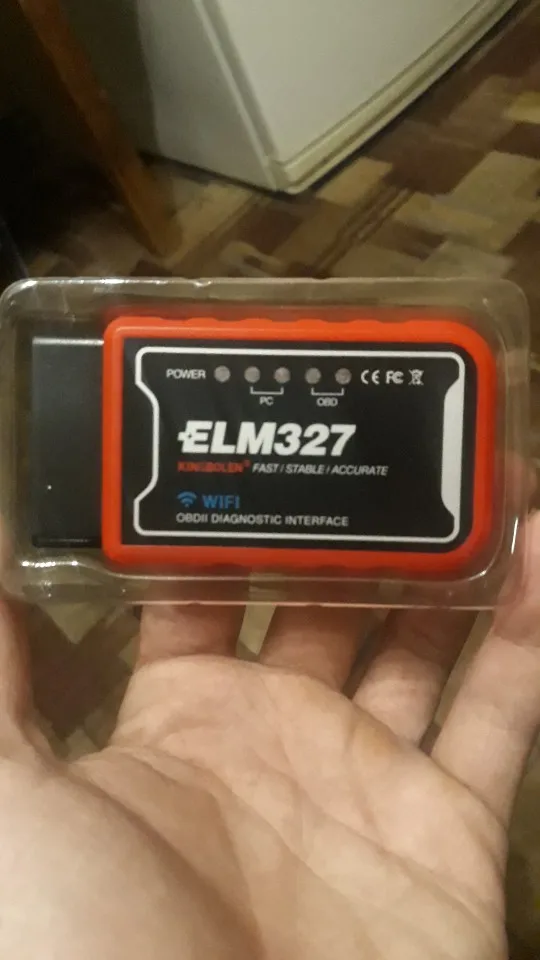 POWER CE FC
PC OBD
ELM327
KINGBOLEN® FAST / STABLE / ACCURATE
WIFI
OBDII DIAGNOSTIC INTERFACE